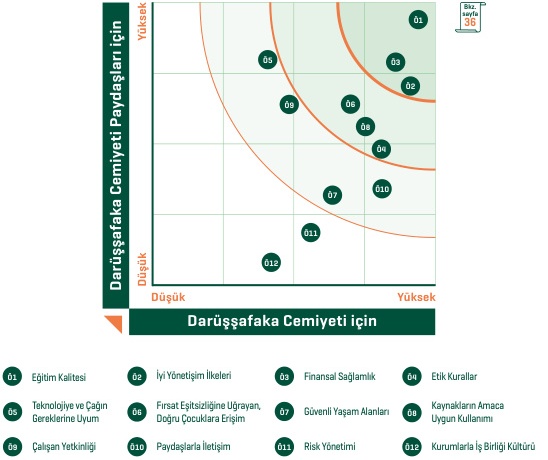 Darüşşafaka Cemiyeti Paydaşları için
Yüksek
Düşük
Bkz.
sayfa
36
Ö1
Ö3
Ö5
Ö2
Ö9
Ö6
Ö8
Ö4
Ö10
Ö7
Ö11
Ö12
Düşük
Yüksek
Darüşşafaka Cemiyeti için
Ö1 Eğitim Kalitesi
Ö2 İyi Yönetişim İlkeleri
Ö3 Finansal Sağlamlık
Ö4 Etik Kurallar
Ö5 Teknolojiye ve Çağın
Gereklerine Uyum
Ö6 Fırsat Eşitsizliğine Uğrayan,
Doğru Çocuklara Erişim
Ö7 Güvenli Yaşam Alanları
Ö8 Kaynakların Amaca
Uygun Kullanımı
Ö9 Çalışan Yetkinliği
Ö10 Paydaşlarla İletişim
Ö11 Risk Yönetimi
Ö12 Kurumlarla İş Birliği Kültürü